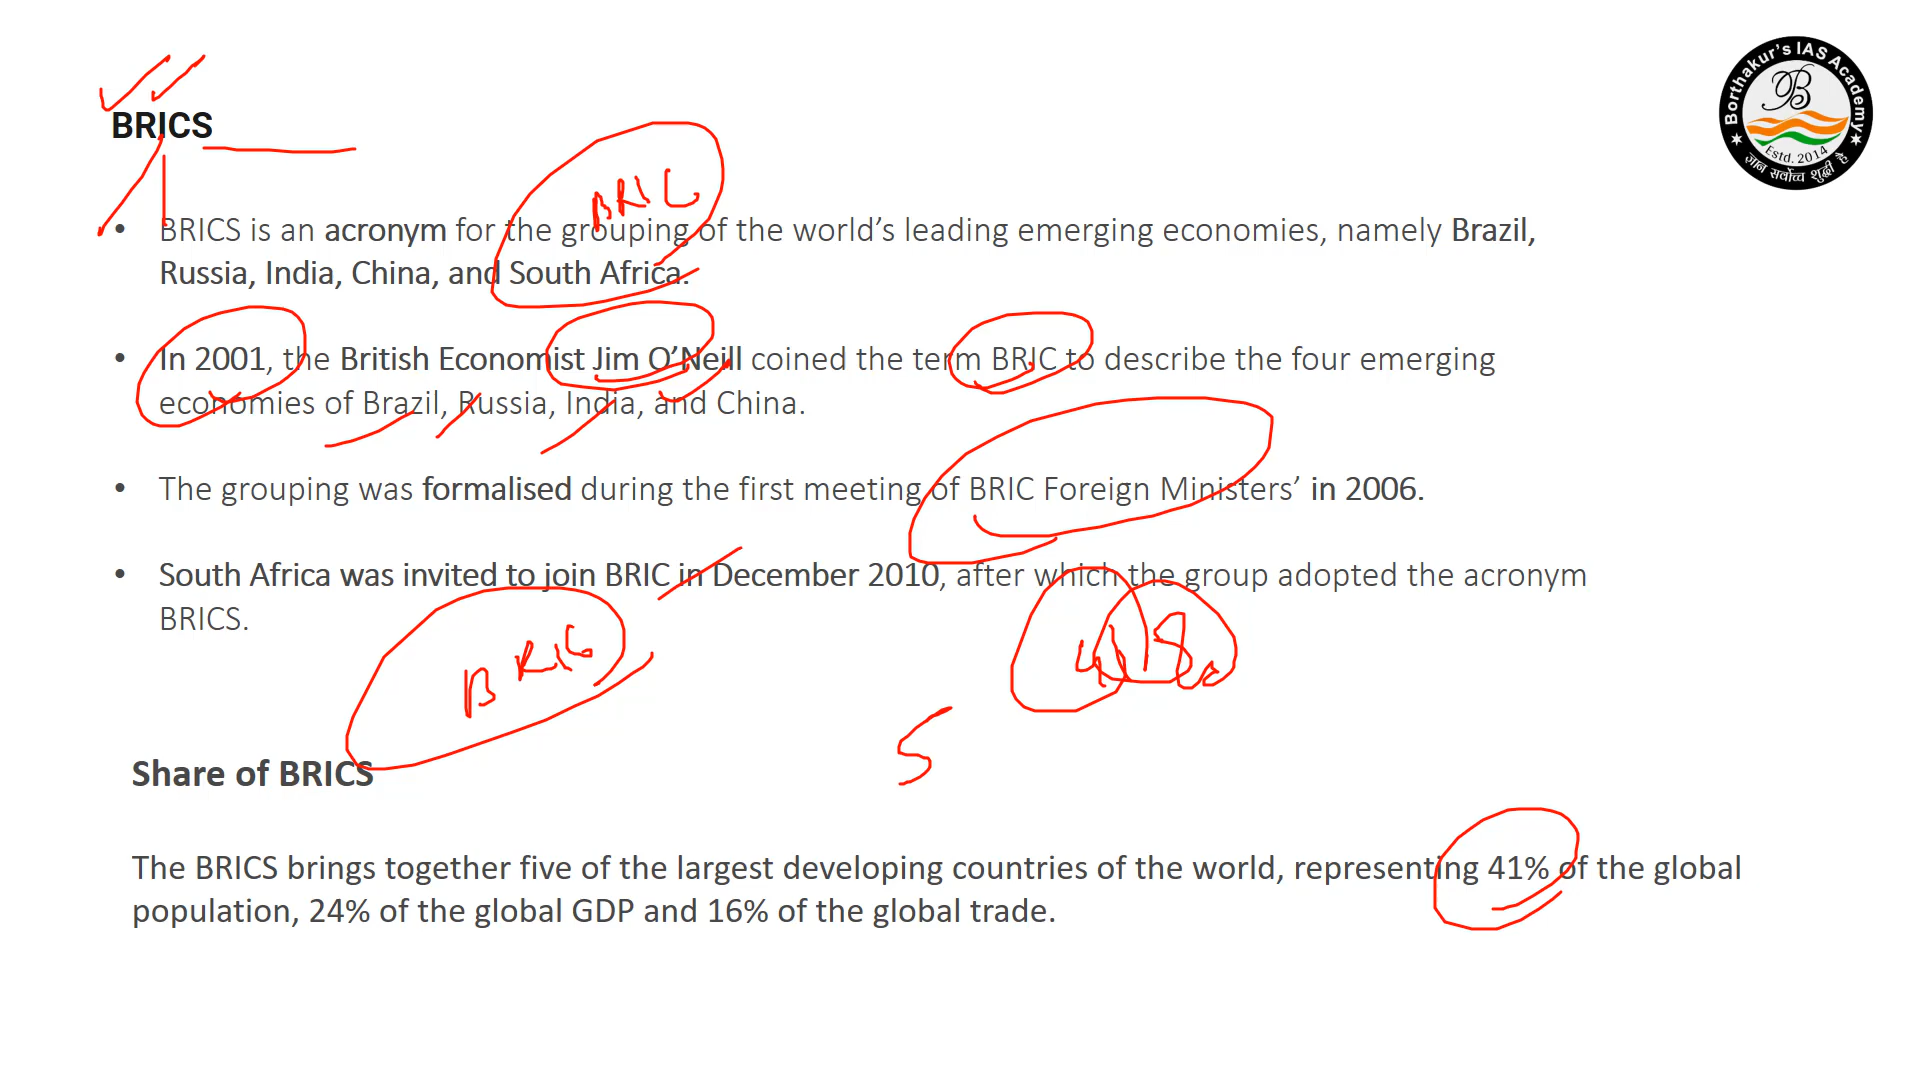 Borthakur's IAS Academy
B
Estd. 2014
ज्ञान सर्वोच्च शुद्धी है
BRICS
BRIC
• BRICS is an acronym for the grouping of the world’s leading emerging economies, namely Brazil,
Russia, India, China, and South Africa.
• In 2001, the British Economist Jim O’Neill coined the term BRIC to describe the four emerging
economies of Brazil, Russia, India, and China.
• The grouping was formalised during the first meeting of BRIC Foreign Ministers’ in 2006.
• South Africa was invited to join BRIC in December 2010, after which the group adopted the acronym
BRICS.
BRIC
5
Share of BRICS
The BRICS brings together five of the largest developing countries of the world, representing 41% of the global
population, 24% of the global GDP and 16% of the global trade.